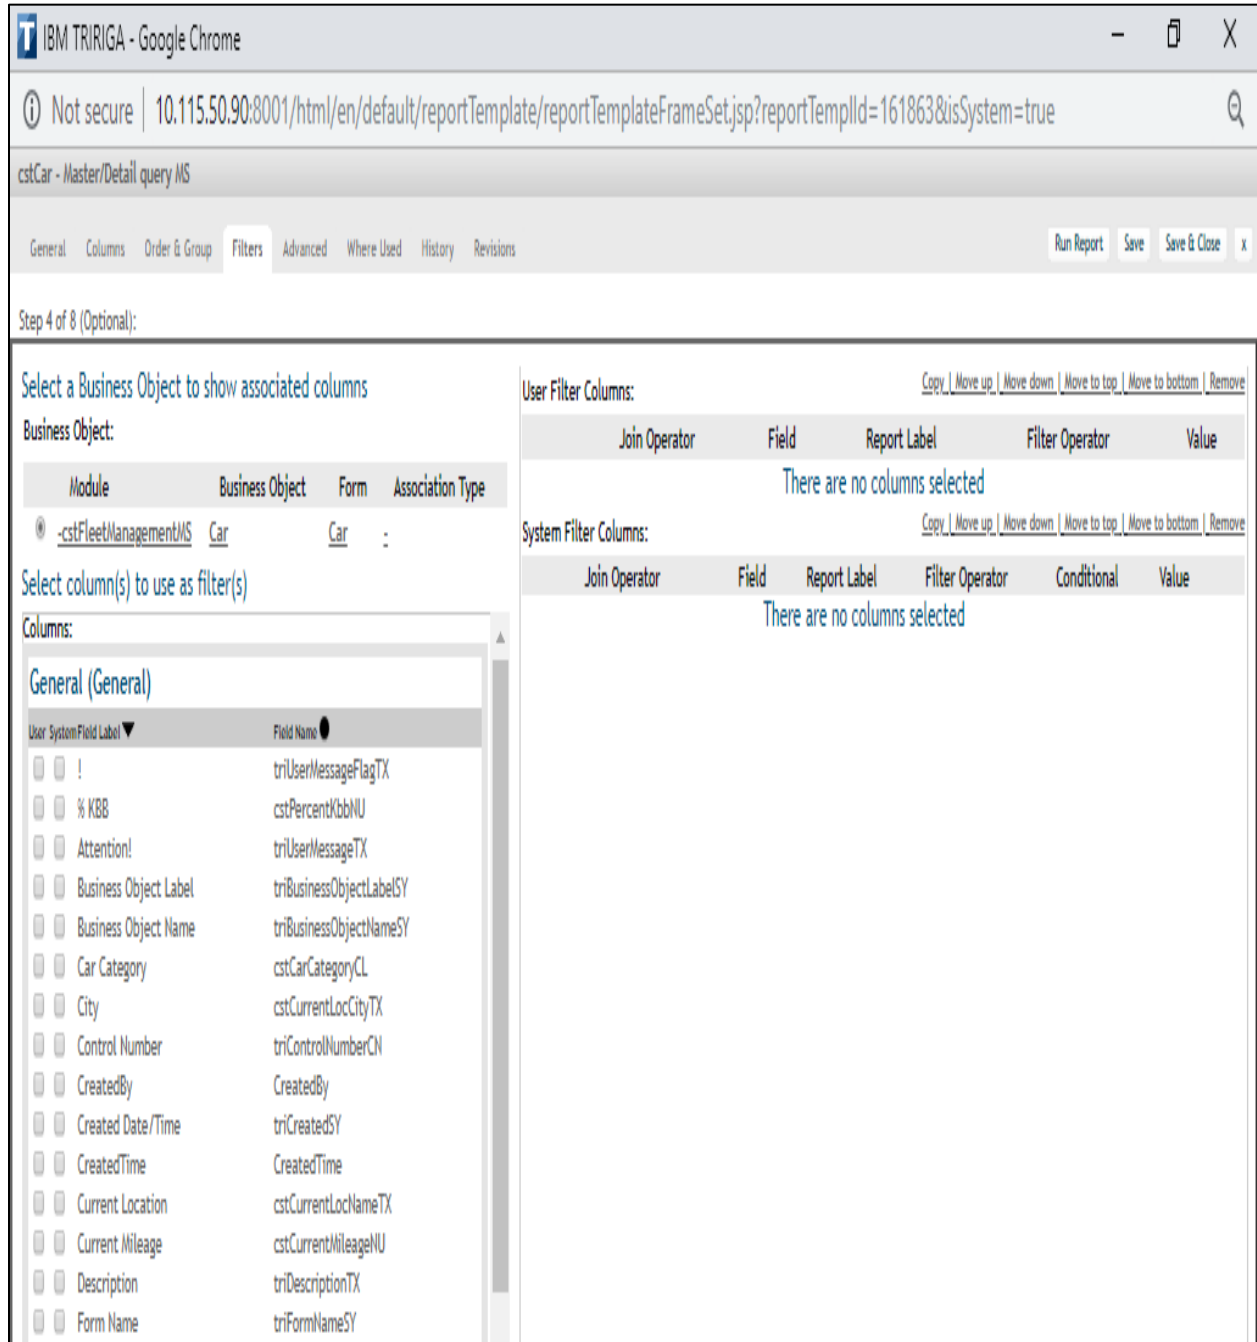 IBM TRIRIGA - Google Chrome
Not secure | 10.115.50.90:8001/html/en/default/reportTemplate/reportTemplateFrameSet.jsp?reportTemplId=161863&isSystem=true
cstCar - Master/Detail query MS
General Columns Order & Group Filters Advanced Where Used History Revisions Run Report Save Save & Close x
Step 4 of 8 (Optional):
Select a Business Object to show associated columns
Business Object:
Module Business Object Form Association Type
-cstFleetManagementMS Car Car -
Select column(s) to use as filter(s)
Columns:
General (General)
User System Field Label Field Name
! triUserMessageFlagTX
% KBB cstPercentKbbNU
Attention! triUserMessageTX
Business Object Label triBusinessObjectLabelSY
Business Object Name triBusinessObjectNameSY
Car Category cstCarCategoryCL
City cstCurrentLocCityTX
Control Number triControlNumberCN
CreatedBy CreatedBy
Created Date/Time triCreatedSY
CreatedTime CreatedTime
Current Location cstCurrentLocNameTX
Current Mileage cstCurrentMileageNU
Description triDescriptionTX
Form Name triFormNameSY
User Filter Columns: Copy | Move up | Move down | Move to top | Move to bottom | Remove
Join Operator Field Report Label Filter Operator Value
There are no columns selected
System Filter Columns: Copy | Move up | Move down | Move to top | Move to bottom | Remove
Join Operator Field Report Label Filter Operator Conditional Value
There are no columns selected